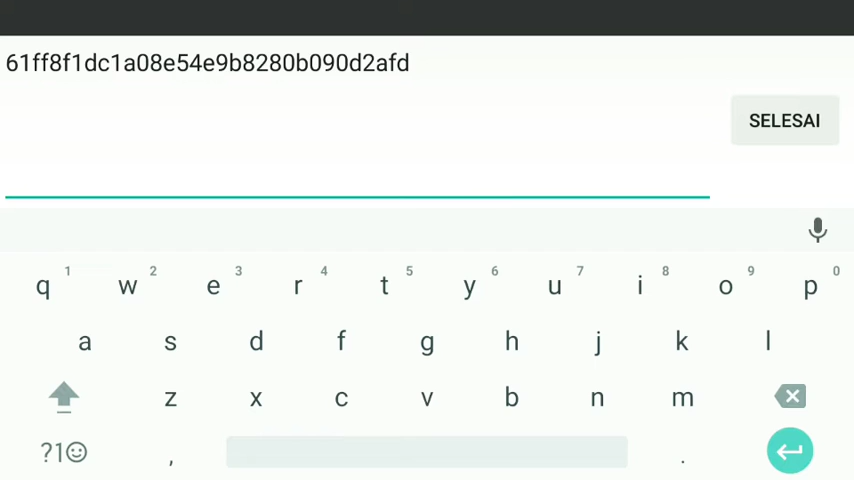 61ff8f1dc1a08e54e9b8280b090d2afd
SELESAI
q 1 w 2 e 3 r 4 t 5 y 6 u 7 i 8 o 9 p 0
a s d f g h j k l
z x c v b n m
?1☺ , .